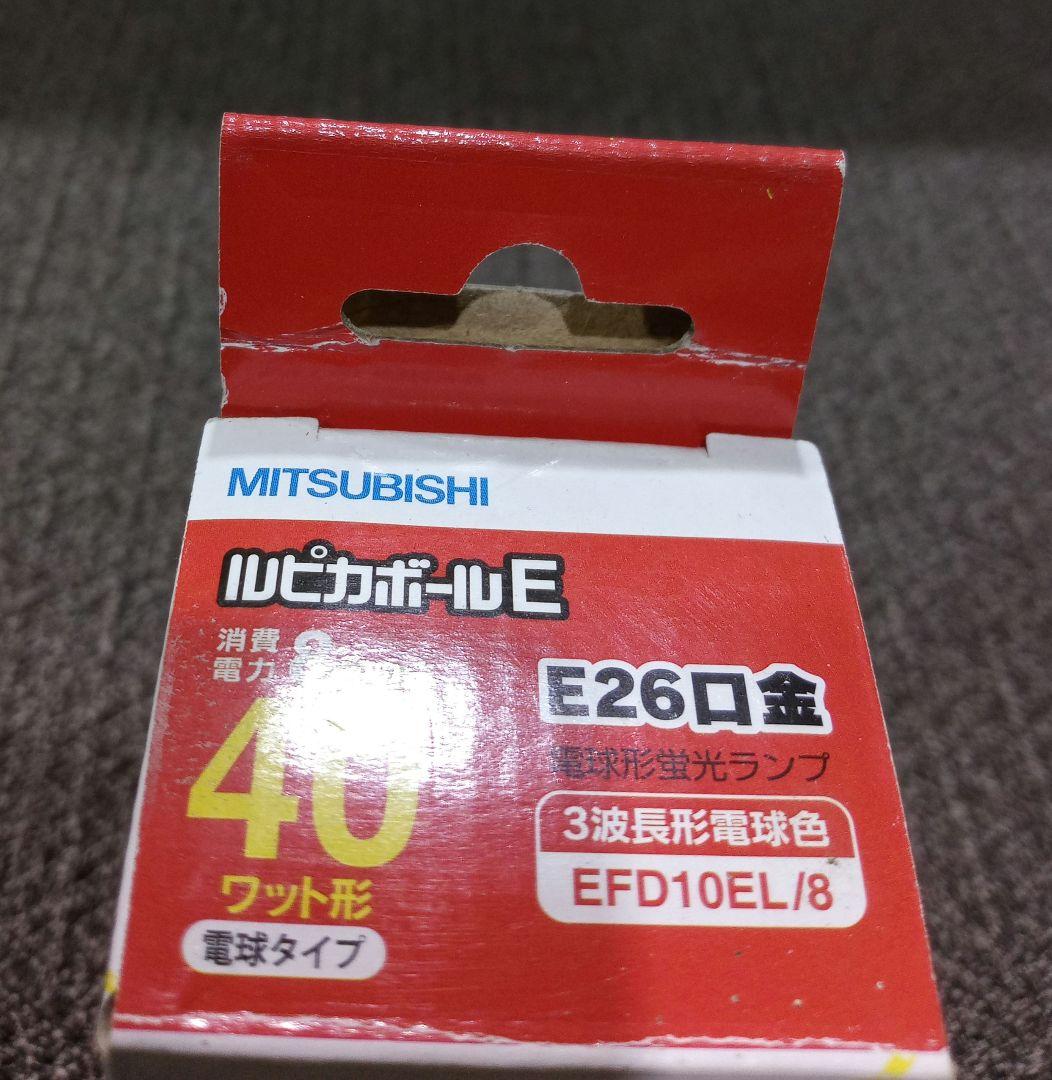 MITSUBISHI
ルピカボールE
消費
電力
40
ワット形
電球タイプ
E26口金
電球形蛍光ランプ
3波長形電球色
EFD10EL/8